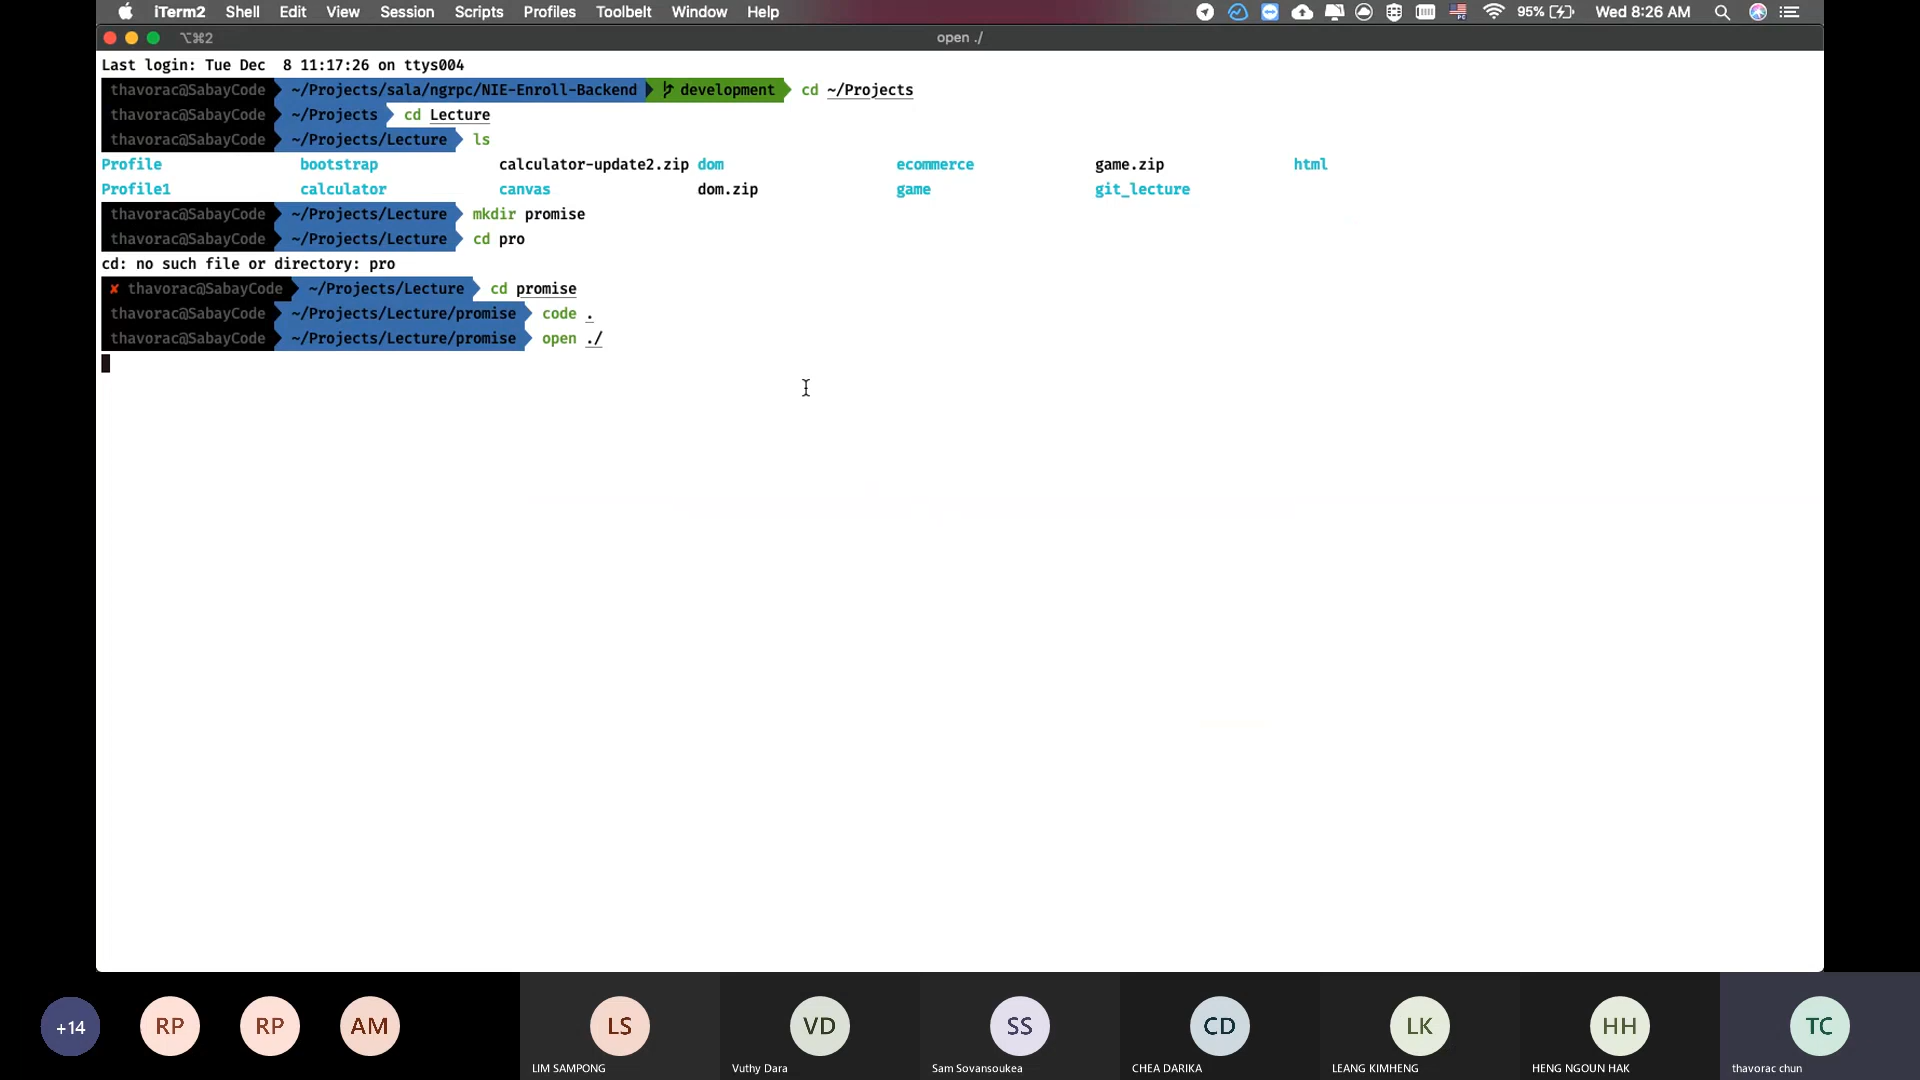 iTerm2 Shell Edit View Session Scripts Profiles Toolbelt Window Help 95% Wed 8:26 AM
⌥⌘2 open ./
Last login: Tue Dec  8 11:17:26 on ttys004
thavorac@SabayCode ~/Projects/sala/ngrpc/NIE-Enroll-Backend development cd ~/Projects
thavorac@SabayCode ~/Projects cd Lecture
thavorac@SabayCode ~/Projects/Lecture ls
Profile bootstrap calculator-update2.zip dom ecommerce game.zip html
Profile1 calculator canvas dom.zip game git_lecture
thavorac@SabayCode ~/Projects/Lecture mkdir promise
thavorac@SabayCode ~/Projects/Lecture cd pro
cd: no such file or directory: pro
✘ thavorac@SabayCode ~/Projects/Lecture cd promise
thavorac@SabayCode ~/Projects/Lecture/promise code .
thavorac@SabayCode ~/Projects/Lecture/promise open ./
+14 RP RP AM LS VD SS CD LK HH TC
LIM SAMPONG Vuthy Dara Sam Sovansoukea CHEA DARIKA LEANG KIMHENG HENG NGOUN HAK thavorac chun